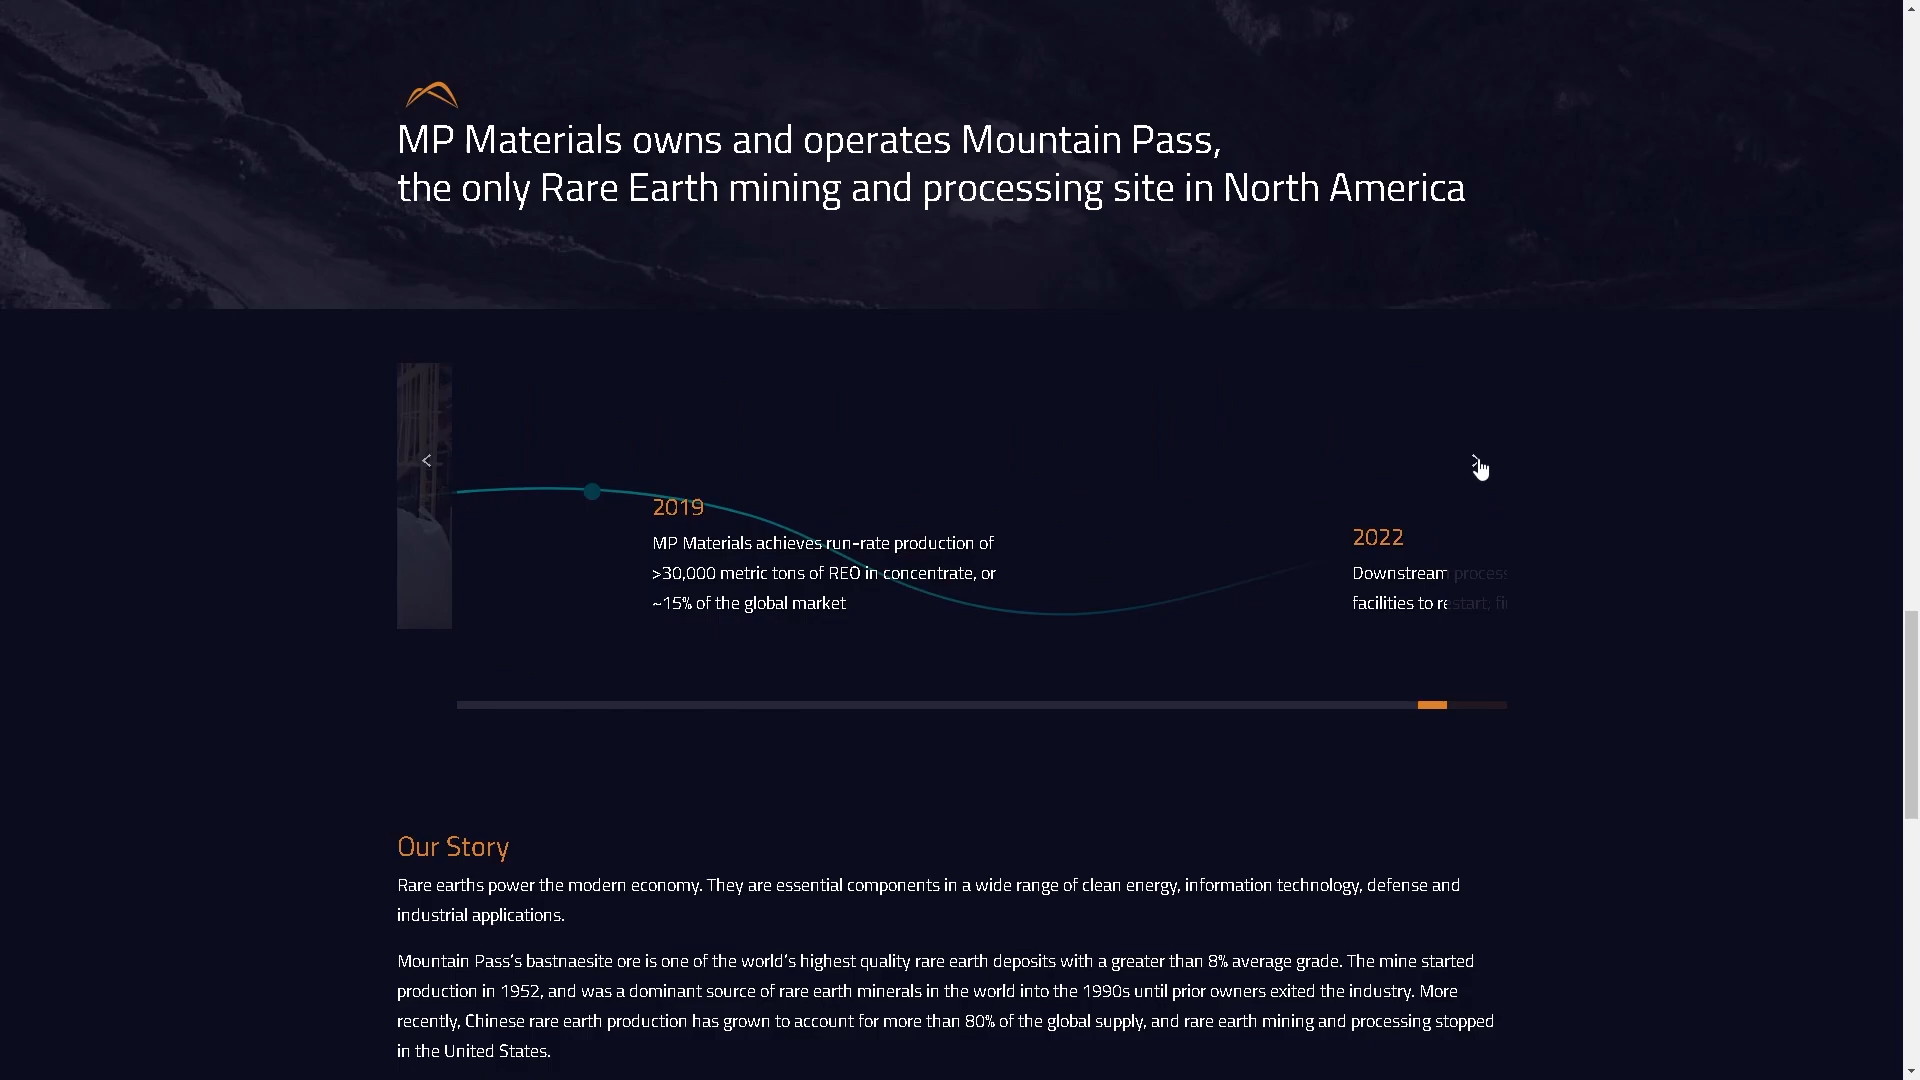 MP Materials owns and operates Mountain Pass,
the only Rare Earth mining and processing site in North America
2019
MP Materials achieves run-rate production of
>30,000 metric tons of REO in concentrate, or
~15% of the global market
2022
Downstream process
facilities to restart, fi
Our Story
Rare earths power the modern economy. They are essential components in a wide range of clean energy, information technology, defense and
industrial applications.
Mountain Pass's bastnaesite ore is one of the world's highest quality rare earth deposits with a greater than 8% average grade. The mine started
production in 1952, and was a dominant source of rare earth minerals in the world into the 1990s until prior owners exited the industry. More
recently, Chinese rare earth production has grown to account for more than 80% of the global supply, and rare earth mining and processing stopped
in the United States.